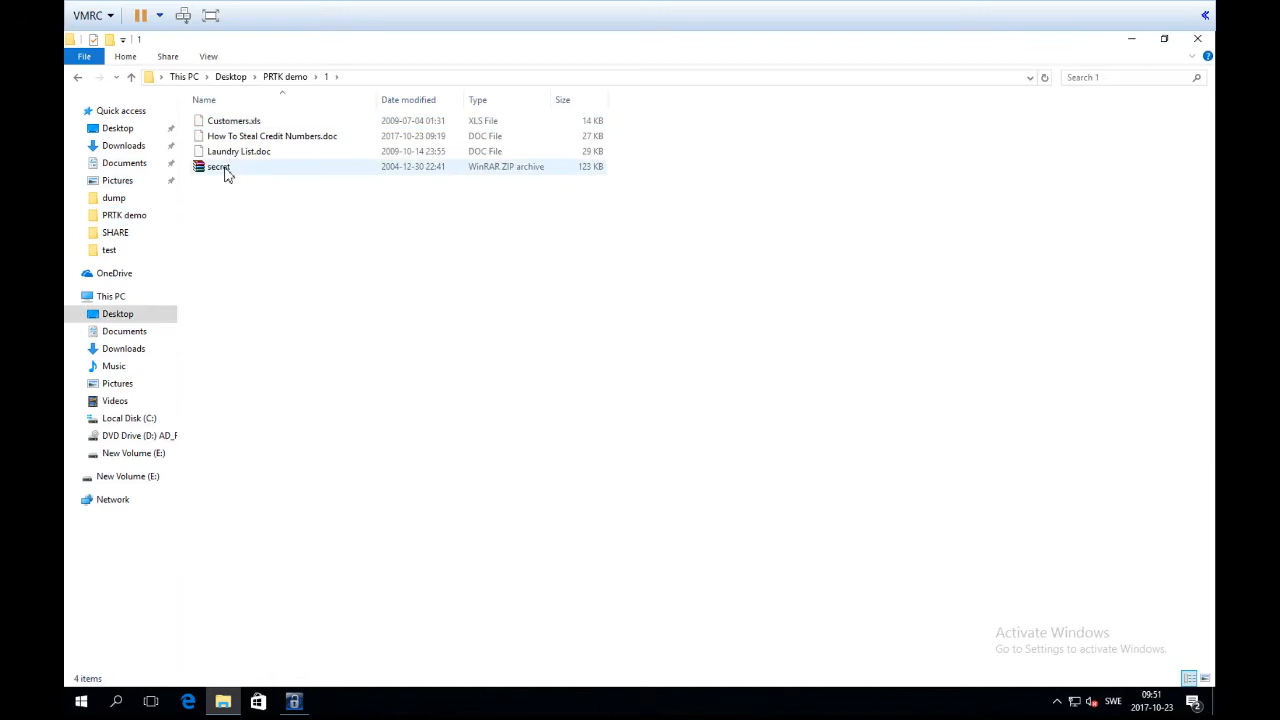 VMRC
1
File Home Share View
This PC Desktop PRTK demo 1
Search 1
Name Date modified Type Size
Customers.xls 2009-07-04 01:31 XLS File 14 KB
How To Steal Credit Numbers.doc 2017-10-23 09:19 DOC File 27 KB
Laundry List.doc 2009-10-14 23:55 DOC File 29 KB
secret 2004-12-30 22:41 WinRAR ZIP archive 123 KB
Quick access
Desktop
Downloads
Documents
Pictures
dump
PRTK demo
SHARE
test
OneDrive
This PC
Desktop
Documents
Downloads
Music
Pictures
Videos
Local Disk (C:)
DVD Drive (D:) AD_F
New Volume (E:)
New Volume (E:)
Network
Activate Windows
Go to Settings to activate Windows.
4 items
SWE
09:51
2017-10-23
2